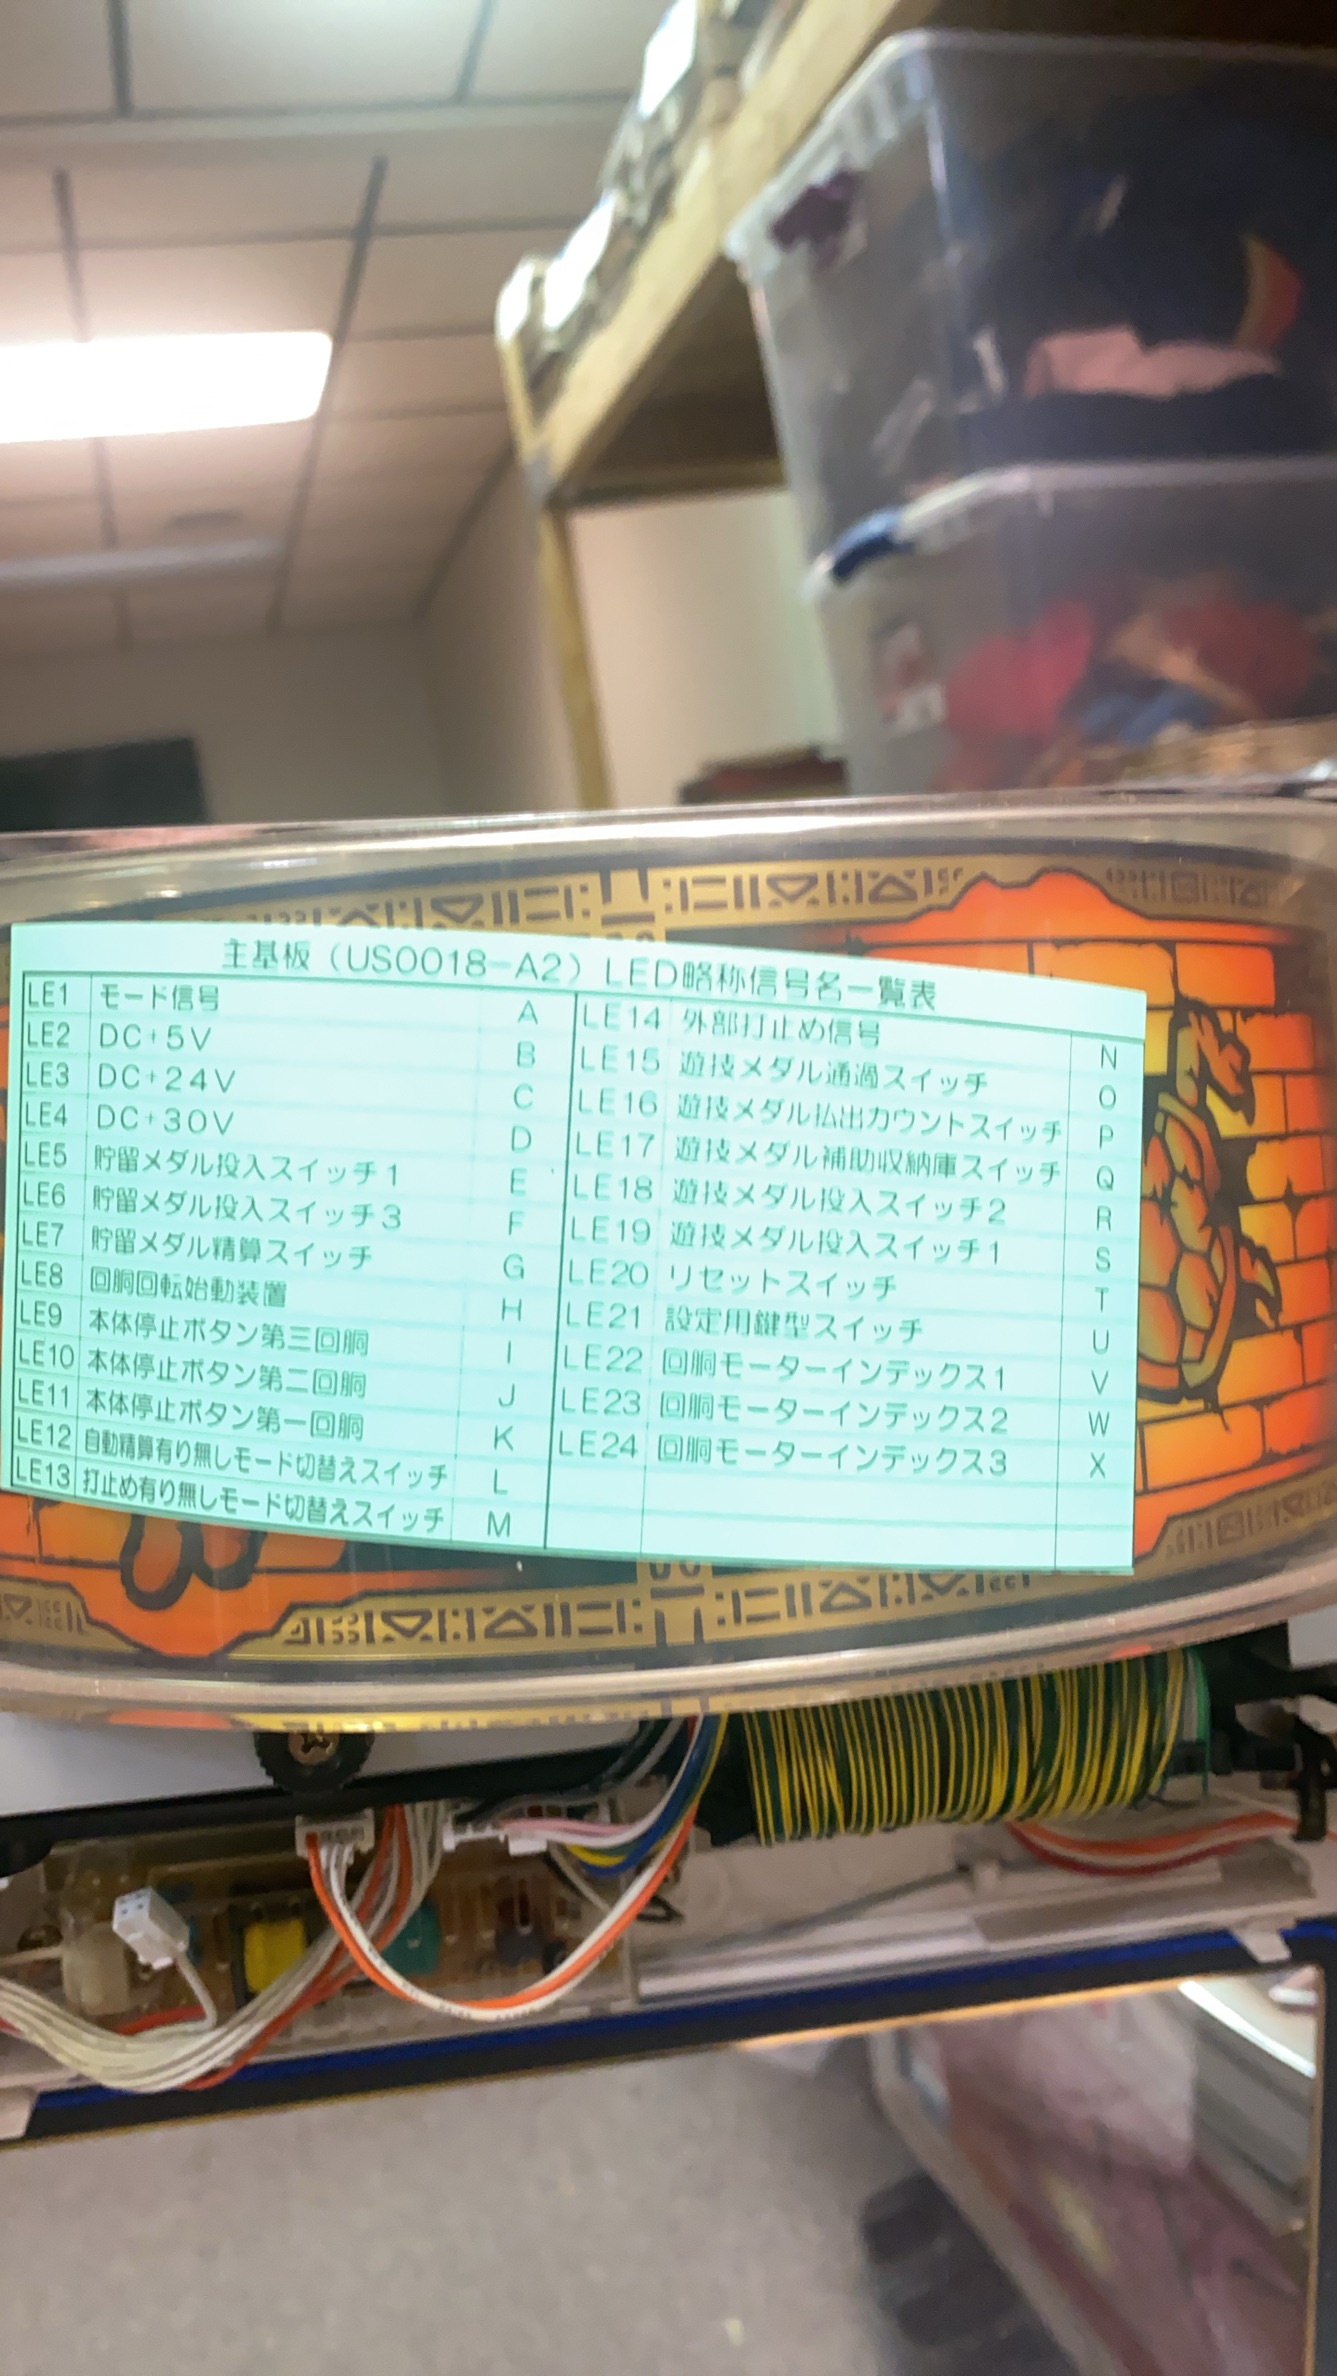 主基板（US0018-A2）LED略称信号名一覧表
LE1 モード信号 A
LE2 DC+5V B
LE3 DC+24V C
LE4 DC+30V D
LE5 貯留メダル投入スイッチ1 E
LE6 貯留メダル投入スイッチ3 F
LE7 貯留メダル精算スイッチ G
LE8 回胴回転始動装置 H
LE9 本体停止ボタン第三回胴 I
LE10 本体停止ボタン第二回胴 J
LE11 本体停止ボタン第一回胴 K
LE12 自動精算有り無しモード切替えスイッチ L
LE13 打止め有り無しモード切替えスイッチ M
LE14 外部打止め信号 N
LE15 遊技メダル通過スイッチ O
LE16 遊技メダル払出カウントスイッチ P
LE17 遊技メダル補助収納庫スイッチ Q
LE18 遊技メダル投入スイッチ2 R
LE19 遊技メダル投入スイッチ1 S
LE20 リセットスイッチ T
LE21 設定用鍵型スイッチ U
LE22 回胴モーターインデックス1 V
LE23 回胴モーターインデックス2 W
LE24 回胴モーターインデックス3 X